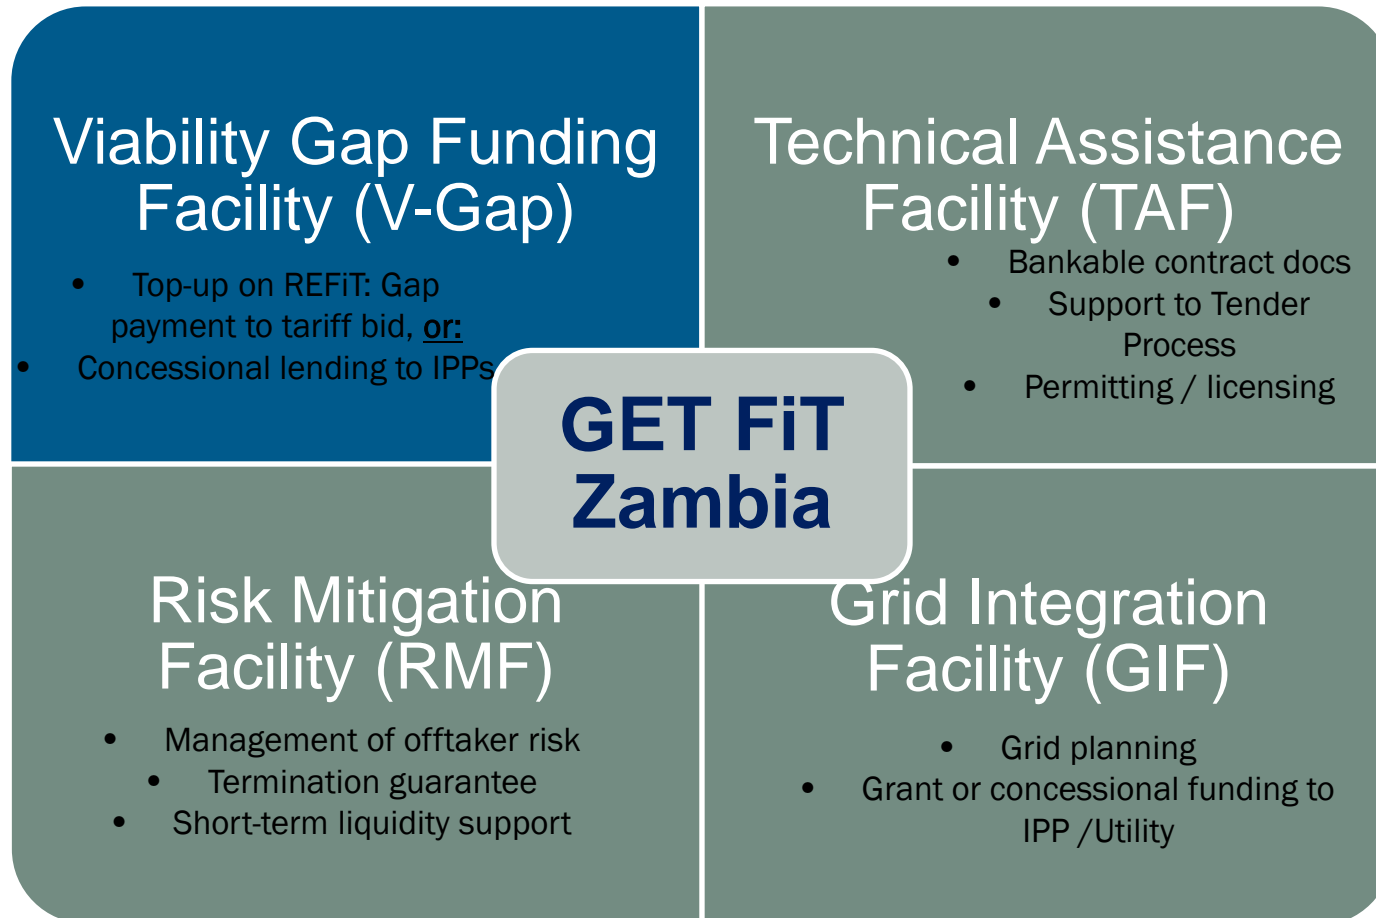 Viability Gap Funding
Facility (V-Gap)
• Top-up on REFiT: Gap
payment to tariff bid, or:
• Concessional lending to IPPs
Technical Assistance
Facility (TAF)
• Bankable contract docs
• Support to Tender
Process
• Permitting / licensing
GET FiT
Zambia
Risk Mitigation
Facility (RMF)
• Management of offtaker risk
• Termination guarantee
• Short-term liquidity support
Grid Integration
Facility (GIF)
• Grid planning
• Grant or concessional funding to
IPP /Utility